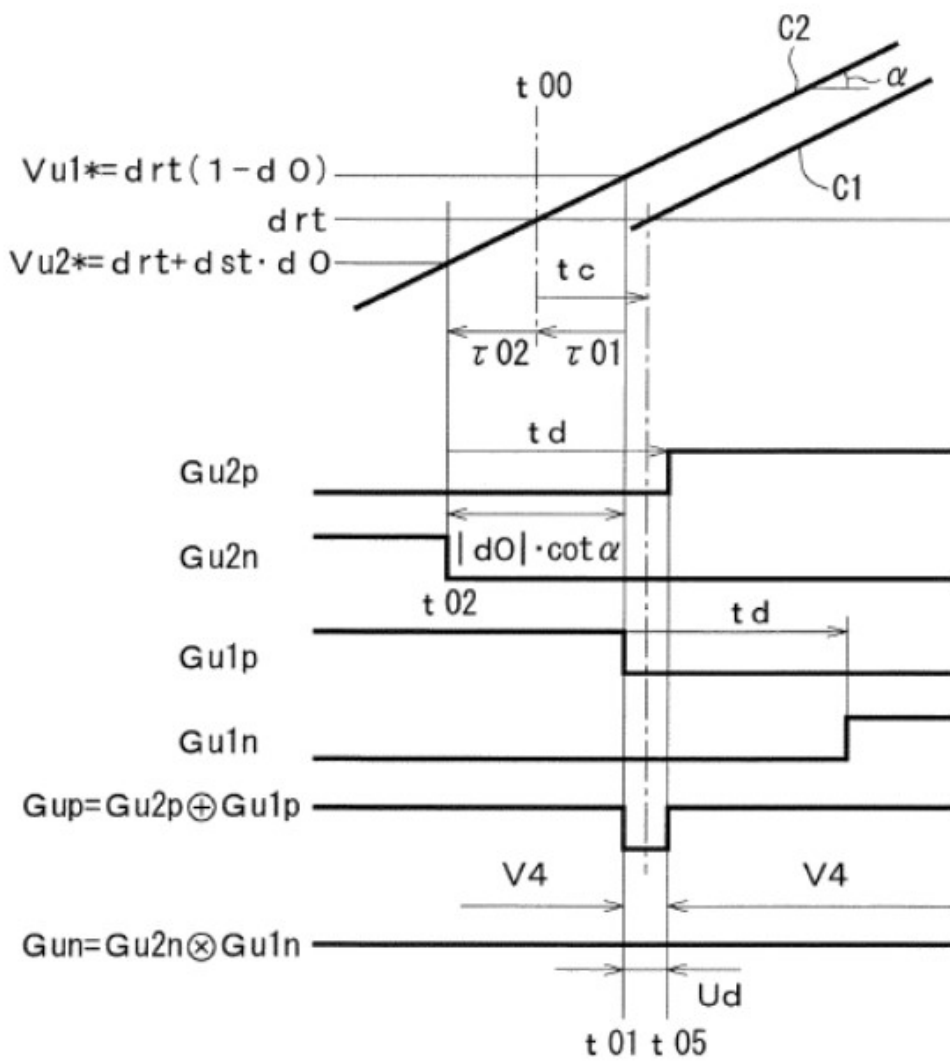 C2
α
t 00
Vu1*=drt(1-d0)
C1
drt
Vu2*=drt+dst·d0
tc
τ02
τ01
td
Gu2p
|d0|·cotα
Gu2n
t 02
td
Gu1p
Gu1n
Gup=Gu2p⊕Gu1p
V4
V4
Gun=Gu2n⊗Gu1n
Ud
t 01
t 05